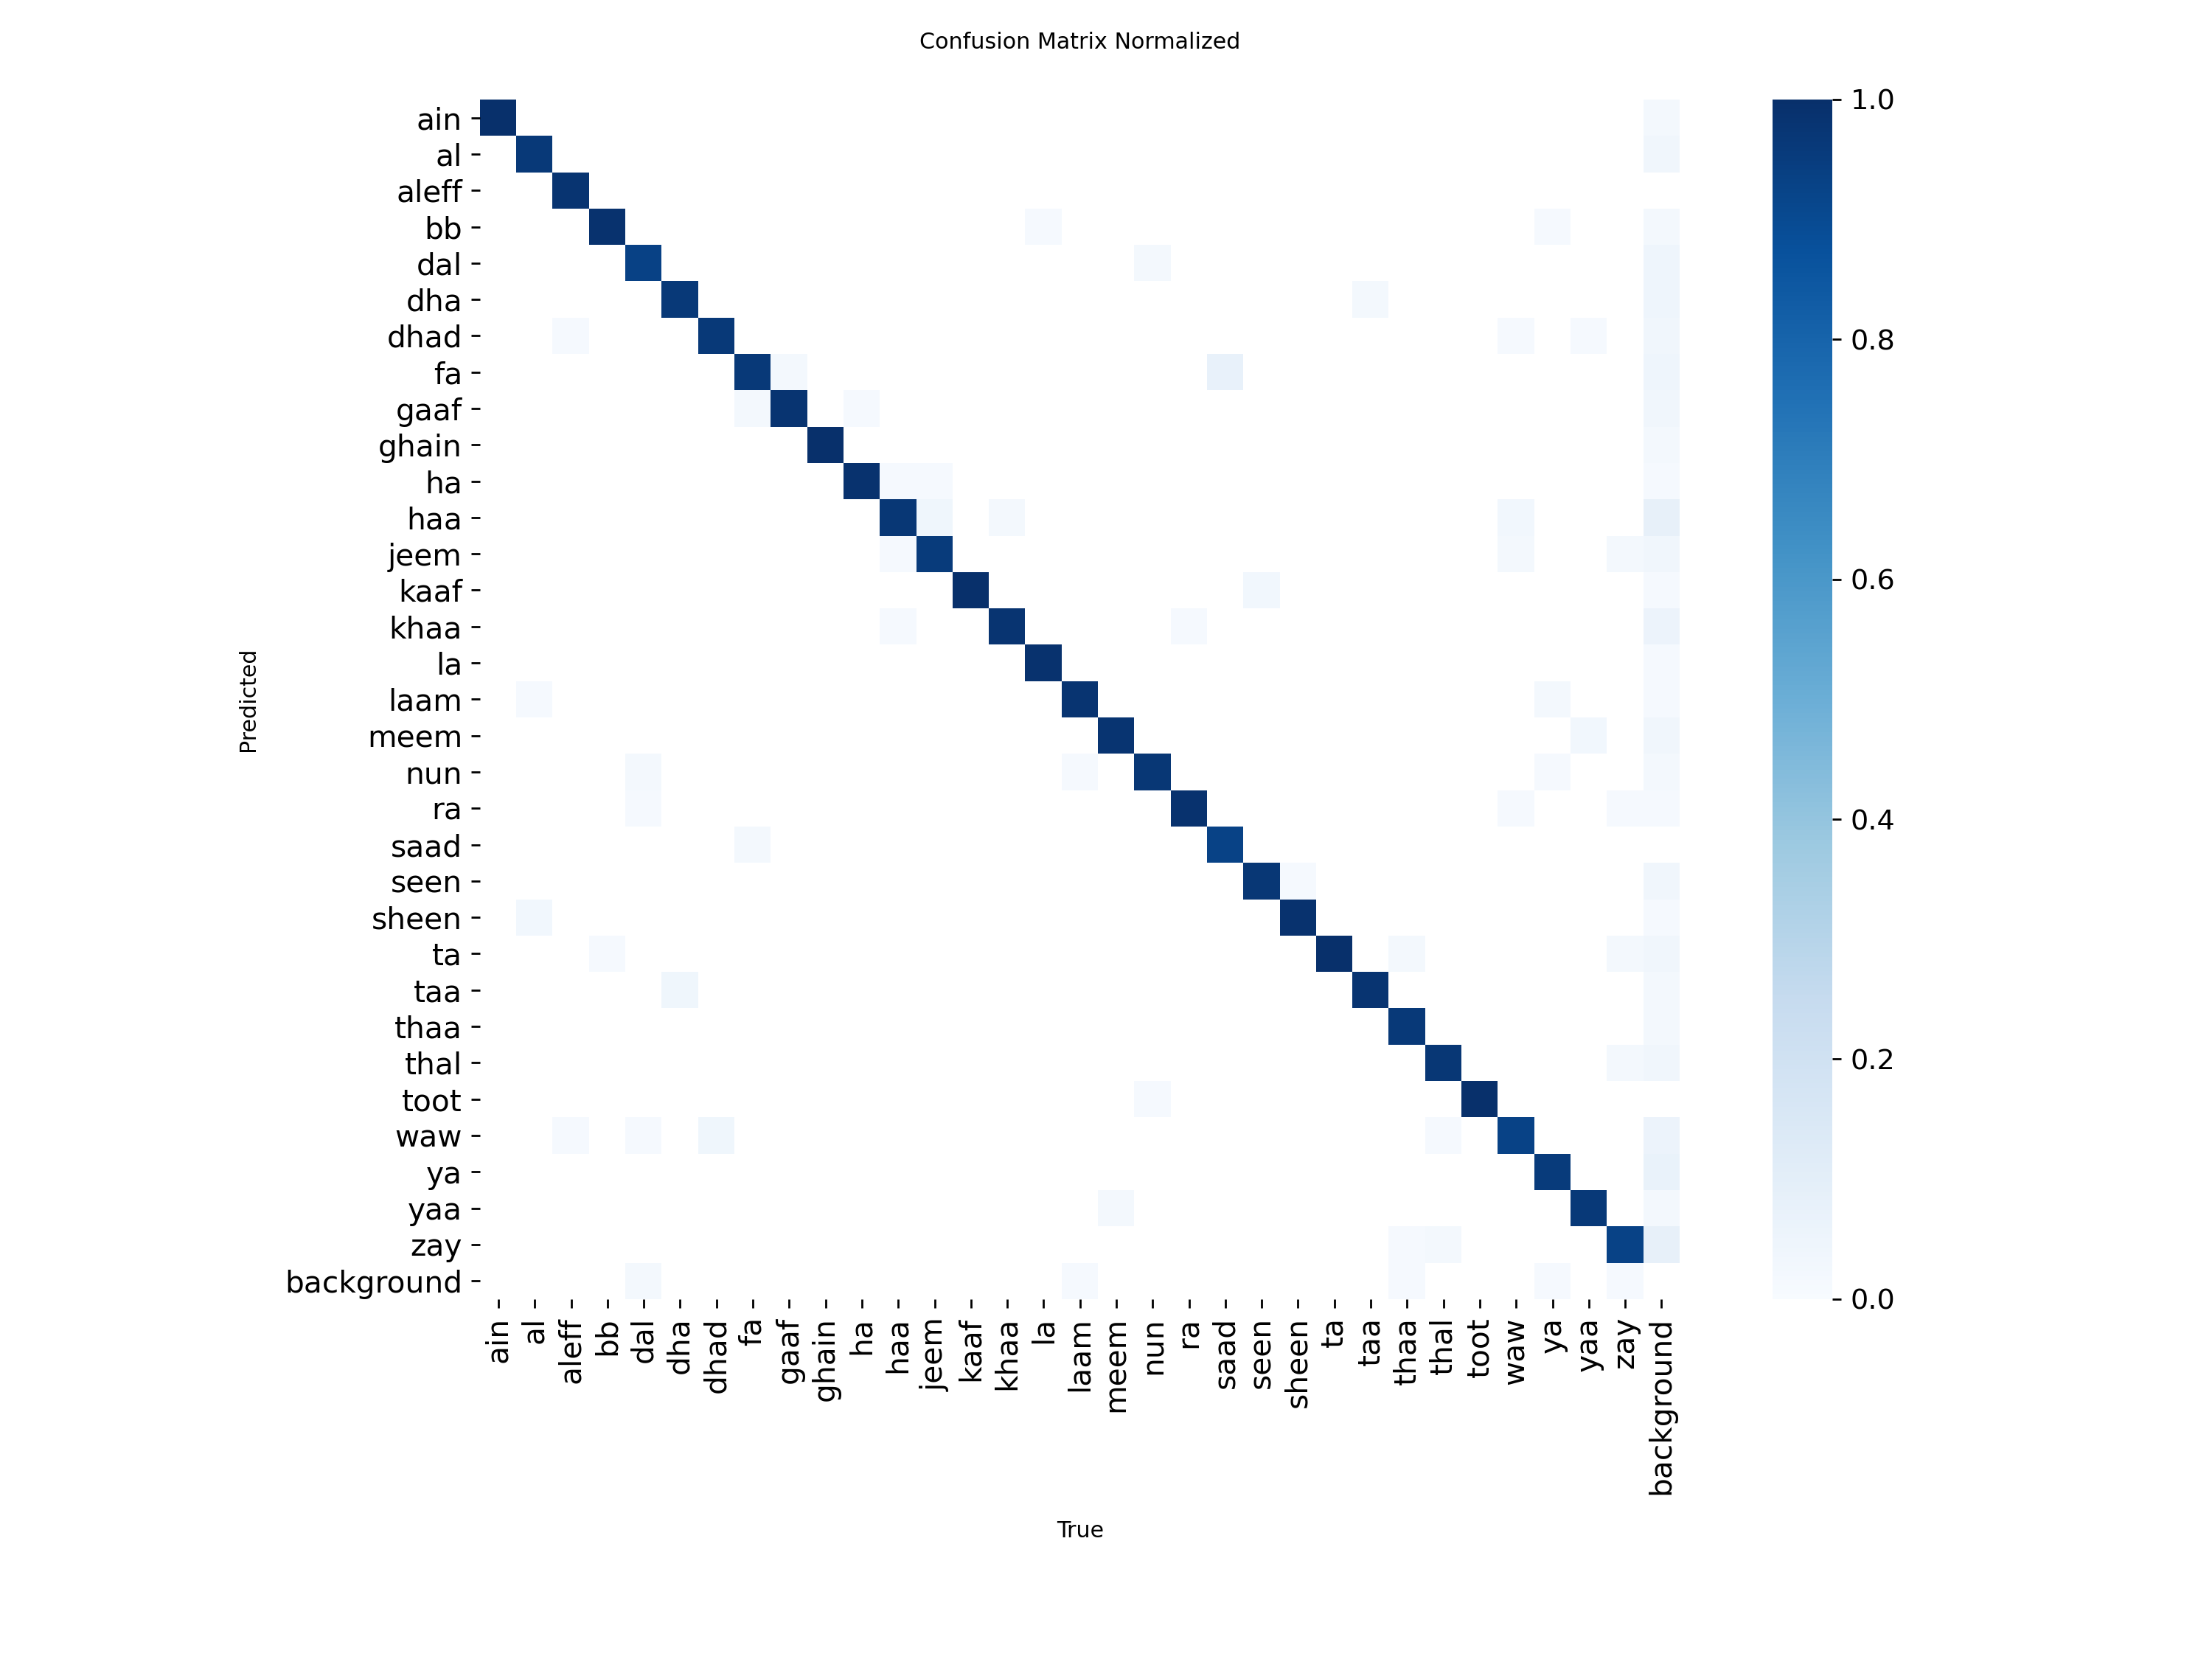 Confusion Matrix Normalized
ain
al
aleff
bb
dal
dha
dhad
fa
gaaf
ghain
ha
haa
jeem
kaaf
khaa
la
laam
meem
nun
ra
saad
seen
sheen
ta
taa
thaa
thal
toot
waw
ya
yaa
zay
background
Predicted
ain al aleff bb dal dha dhad fa gaaf ghain ha haa jeem kaaf khaa la laam meem nun ra saad seen sheen ta taa thaa thal toot waw ya yaa zay background
True
1.0
0.8
0.6
0.4
0.2
0.0